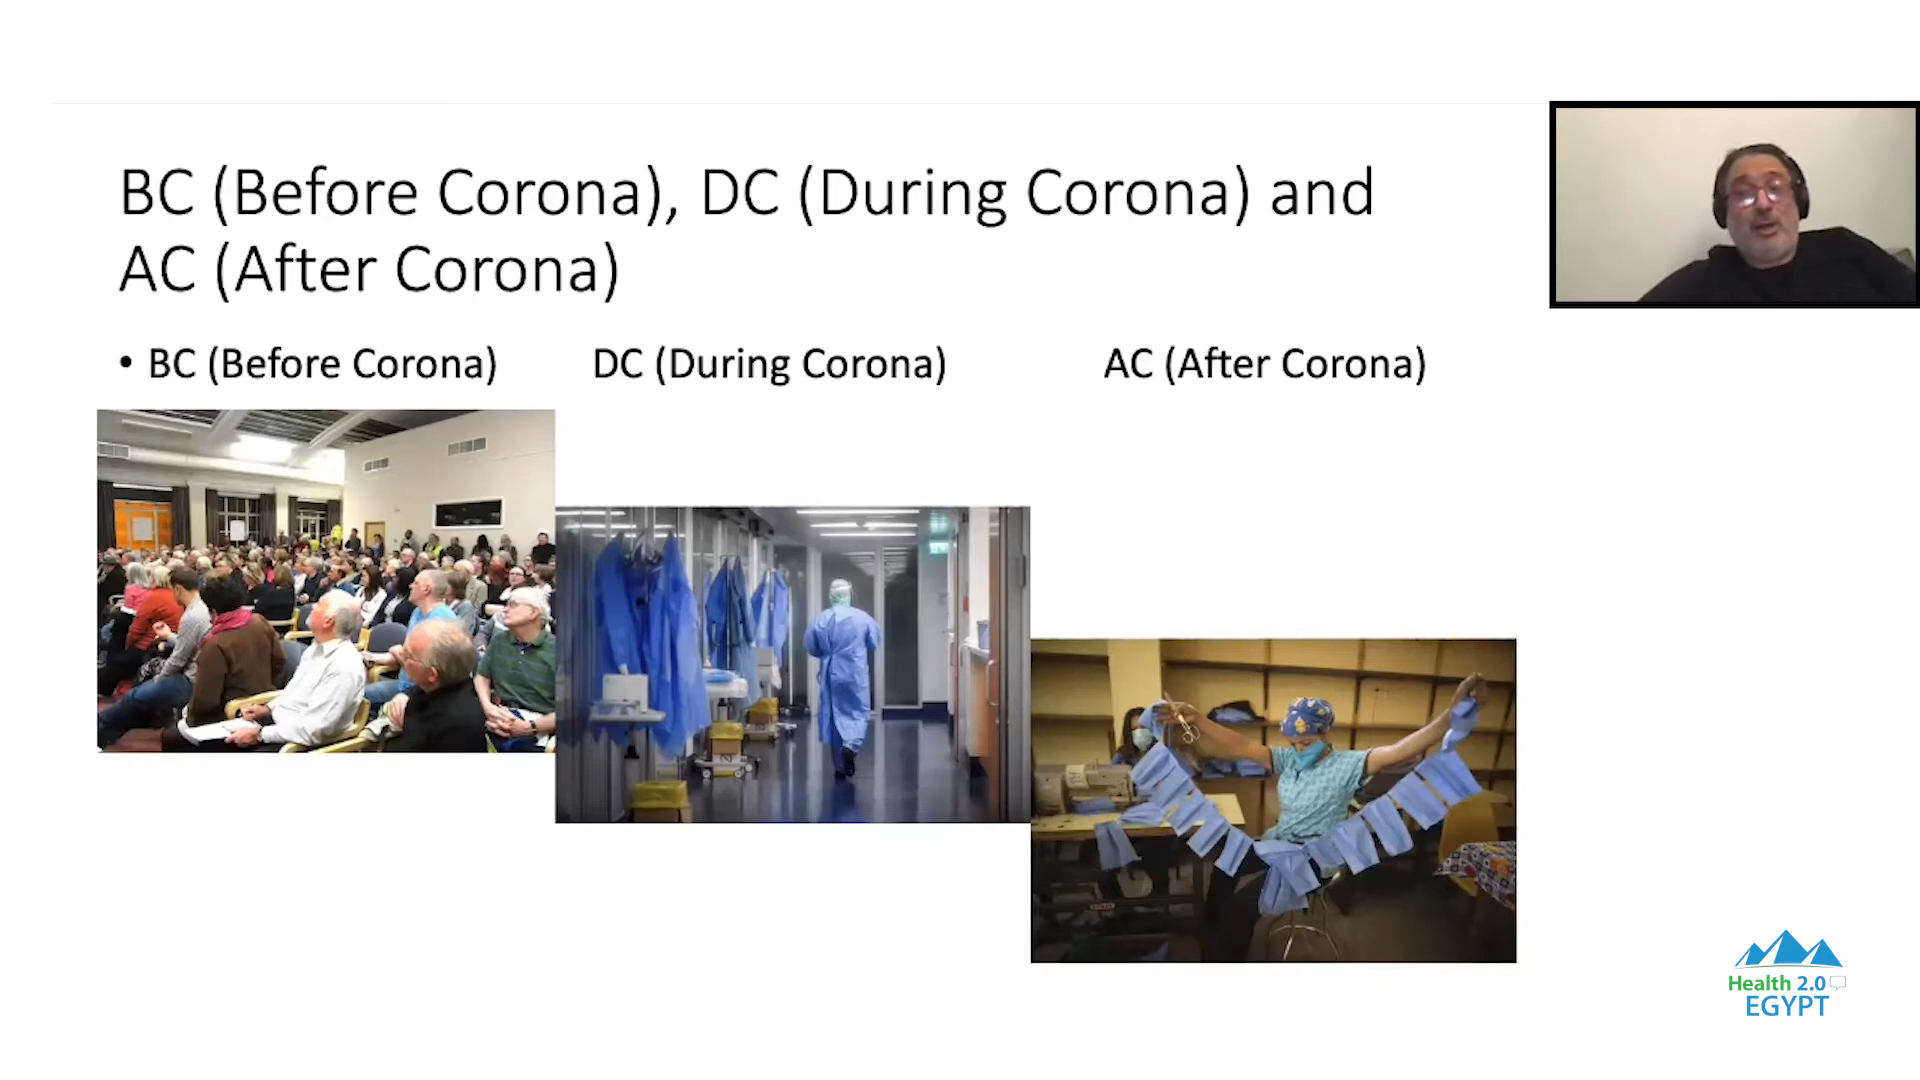 BC (Before Corona), DC (During Corona) and
AC (After Corona)
• BC (Before Corona) DC (During Corona) AC (After Corona)
Health 2.0
EGYPT